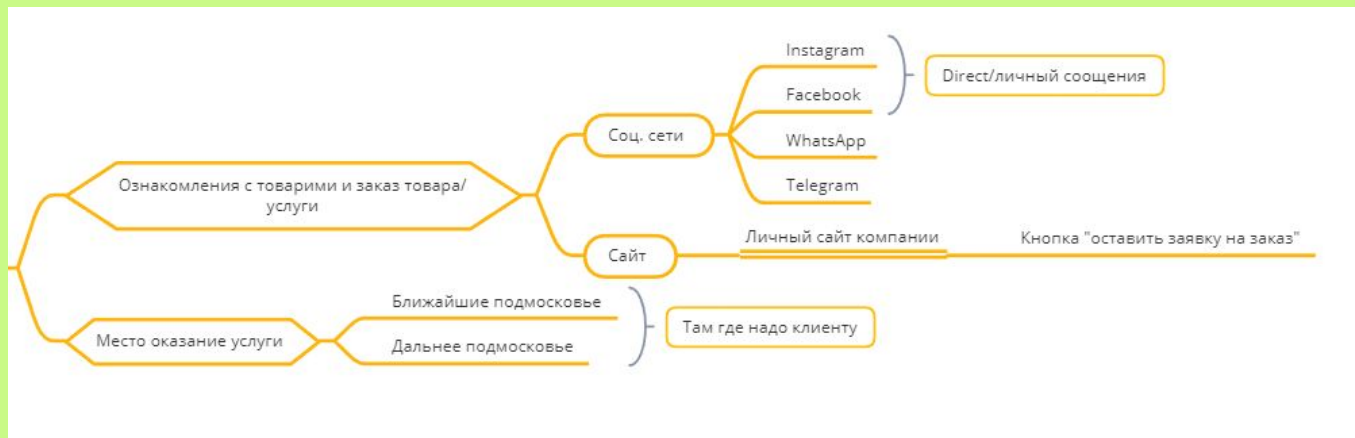 Ознакомления с товарими и заказ товара/
услуги
Соц. сети
Instagram
Facebook
WhatsApp
Telegram
Direct/личный соощения
Сайт
Личный сайт компании
Кнопка "оставить заявку на заказ"
Место оказание услуги
Ближайшие подмосковье
Дальнее подмосковье
Там где надо клиенту